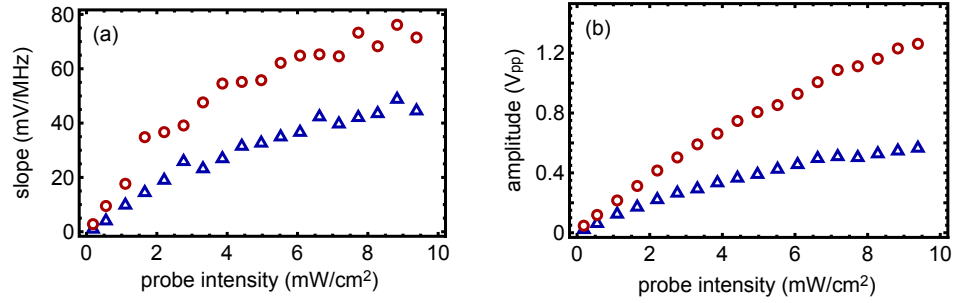 (a)
slope (mV/MHz)
80
60
40
20
0
0 2 4 6 8 10
probe intensity (mW/cm²)
(b)
amplitude (Vpp)
1.2
0.8
0.4
0
0 2 4 6 8 10
probe intensity (mW/cm²)